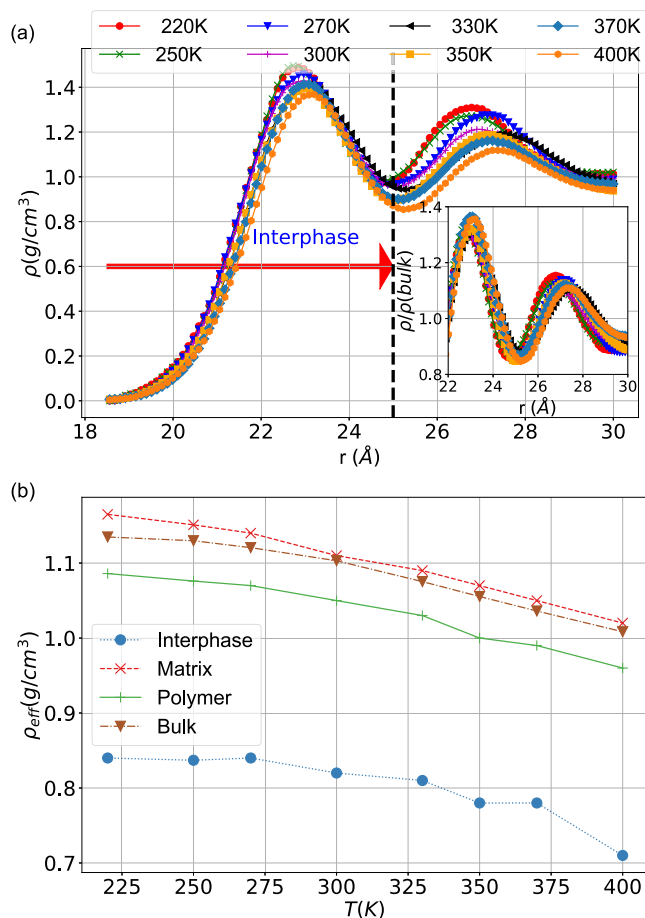 (a)
220K 270K 330K 370K
250K 300K 350K 400K
ρ(g/cm³)
1.4
1.2
1.0
0.8
0.6
0.4
0.2
0.0
Interphase
18 20 22 24 26 28 30
r (Å)
ρ/ρ(bulk)
1.4
1.2
1.0
0.8
22 24 26 28 30
r (Å)
(b)
ρeff(g/cm³)
1.1
1.0
0.9
0.8
0.7
Interphase
Matrix
Polymer
Bulk
225 250 275 300 325 350 375 400
T(K)